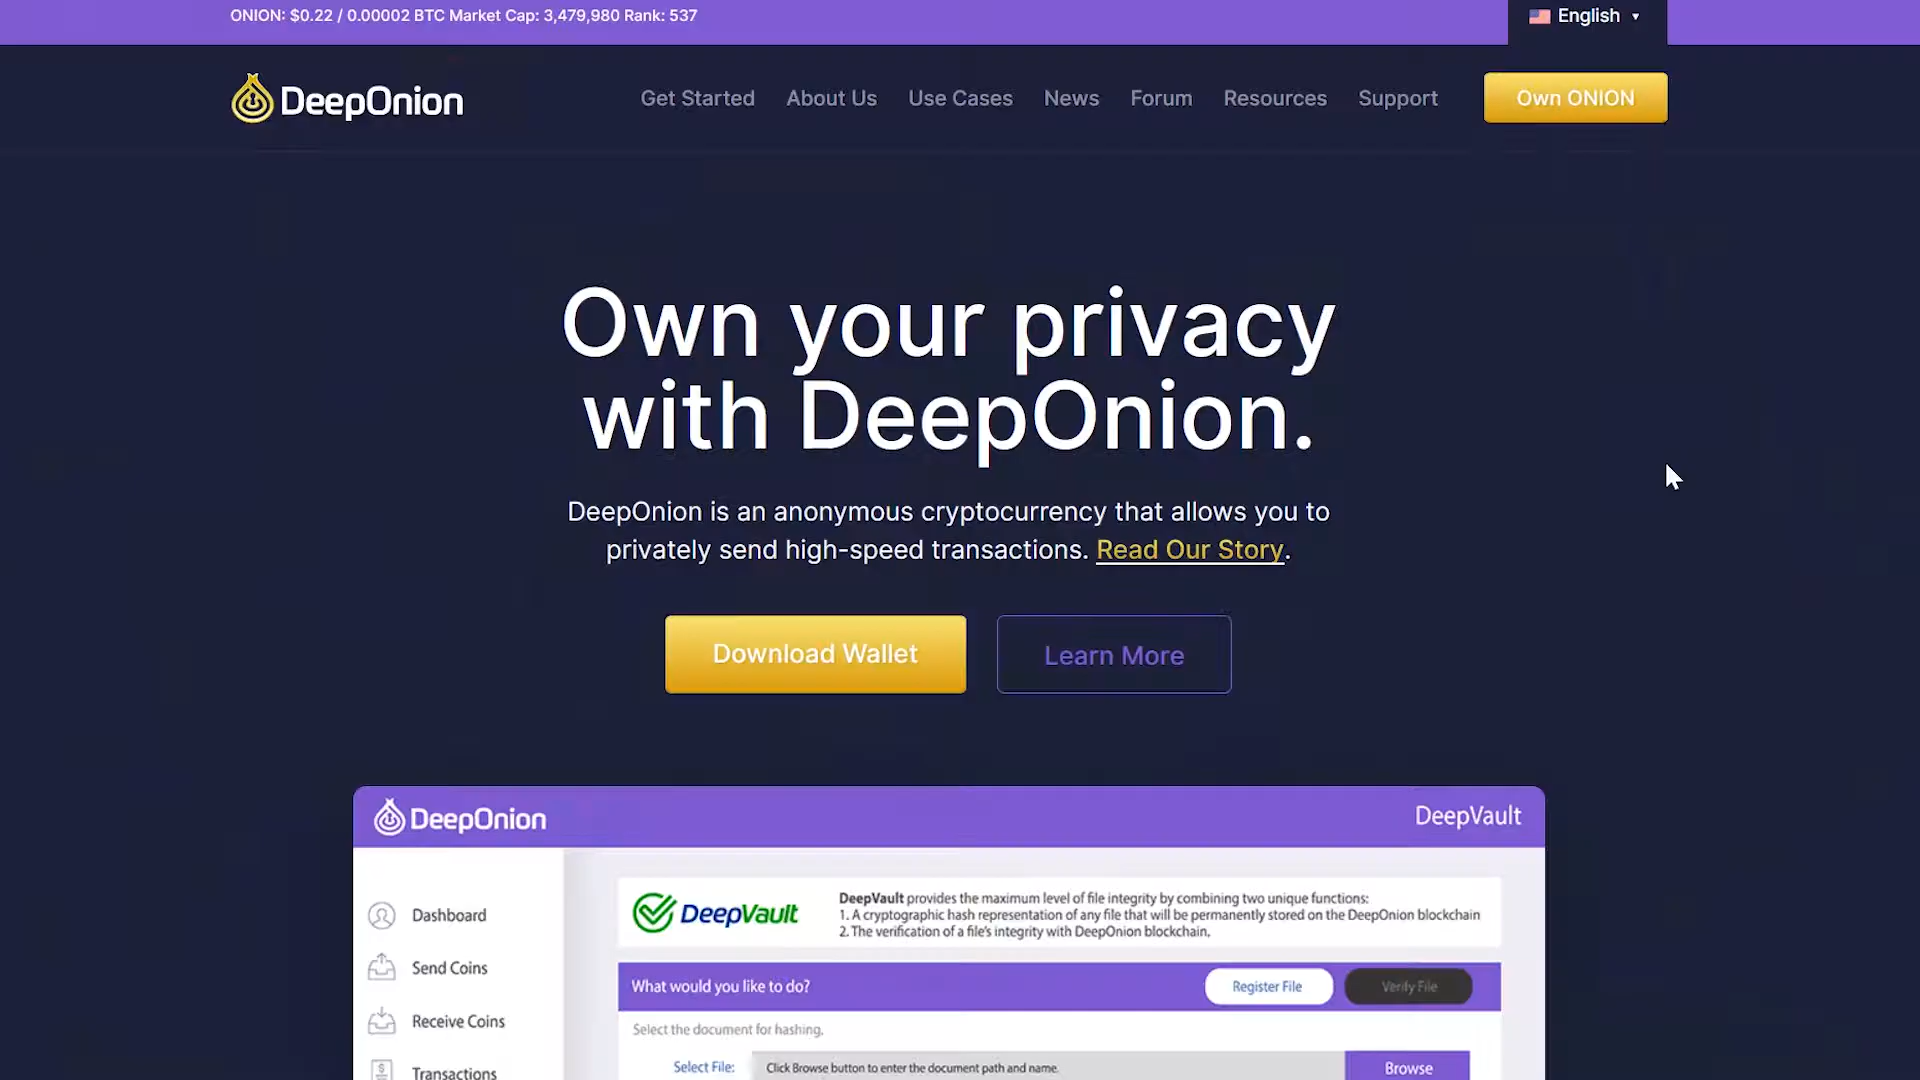 ONION: $0.22 / 0.00002 BTC Market Cap: 3,479,980 Rank: 537
English
DeepOnion
Get Started About Us Use Cases News Forum Resources Support
Own ONION
Own your privacy
with DeepOnion.
DeepOnion is an anonymous cryptocurrency that allows you to
privately send high-speed transactions. Read Our Story.
Download Wallet
Learn More
DeepOnion
DeepVault
Dashboard
Send Coins
Receive Coins
Transactions
DeepVault
DeepVault provides the maximum level of file integrity by combining two unique functions:
1. A cryptographic hash representation of any file that will be permanently stored on the DeepOnion blockchain
2. The verification of a file's integrity with DeepOnion blockchain.
What would you like to do?
Register File
Verify File
Select the document for hashing.
Select File:
Click Browse button to enter the document path and name.
Browse